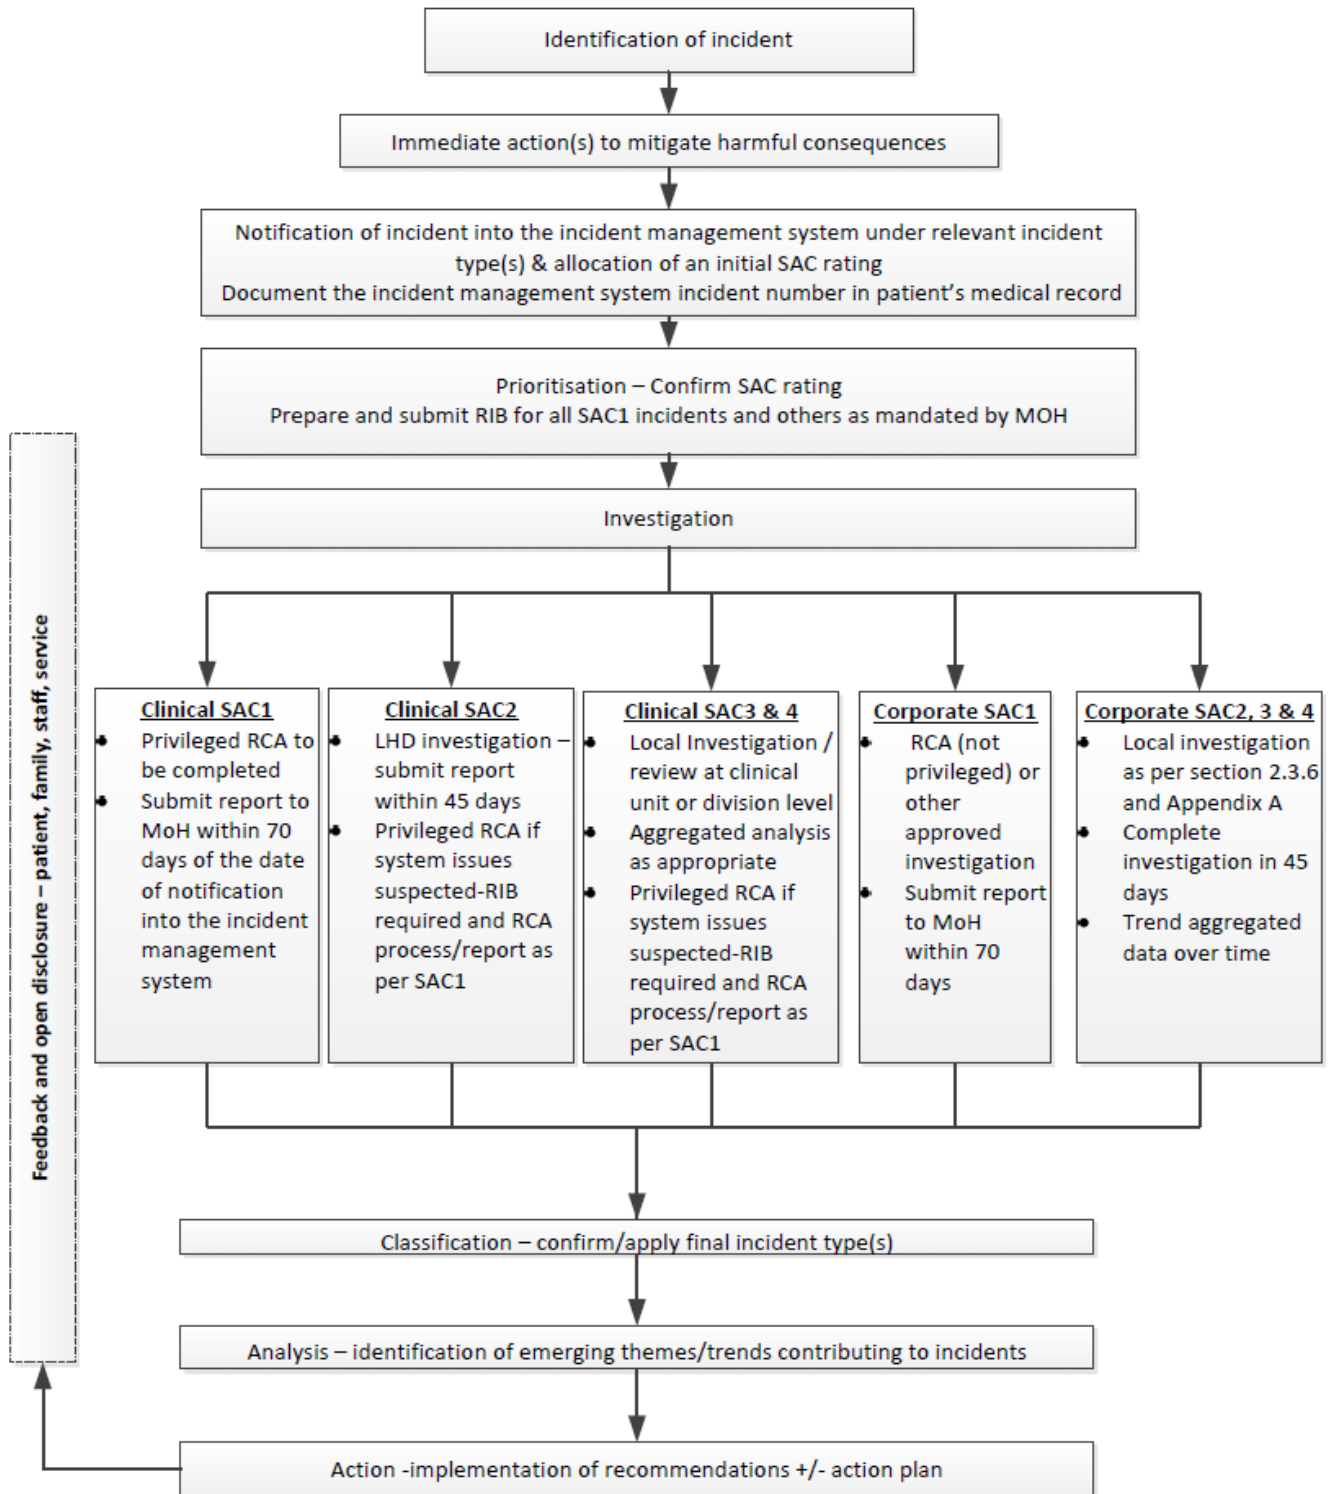 Identification of incident
Immediate action(s) to mitigate harmful consequences
Notification of incident into the incident management system under relevant incident
type(s) & allocation of an initial SAC rating
Document the incident management system incident number in patient's medical record
Prioritisation – Confirm SAC rating
Prepare and submit RIB for all SAC1 incidents and others as mandated by MOH
Investigation
Feedback and open disclosure – patient, family, staff, service
Clinical SAC1
• Privileged RCA to
be completed
• Submit report to
MoH within 70
days of the date
of notification
into the incident
management
system
Clinical SAC2
• LHD investigation –
submit report
within 45 days
• Privileged RCA if
system issues
suspected-RIB
required and RCA
process/report as
per SAC1
Clinical SAC3 & 4
• Local Investigation /
review at clinical
unit or division level
• Aggregated analysis
as appropriate
• Privileged RCA if
system issues
suspected-RIB
required and RCA
process/report as
per SAC1
Corporate SAC1
• RCA (not
privileged) or
other
approved
investigation
• Submit report
to MoH
within 70
days
Corporate SAC2, 3 & 4
• Local investigation
as per section 2.3.6
and Appendix A
• Complete
investigation in 45
days
• Trend aggregated
data over time
Classification – confirm/apply final incident type(s)
Analysis – identification of emerging themes/trends contributing to incidents
Action -implementation of recommendations +/- action plan